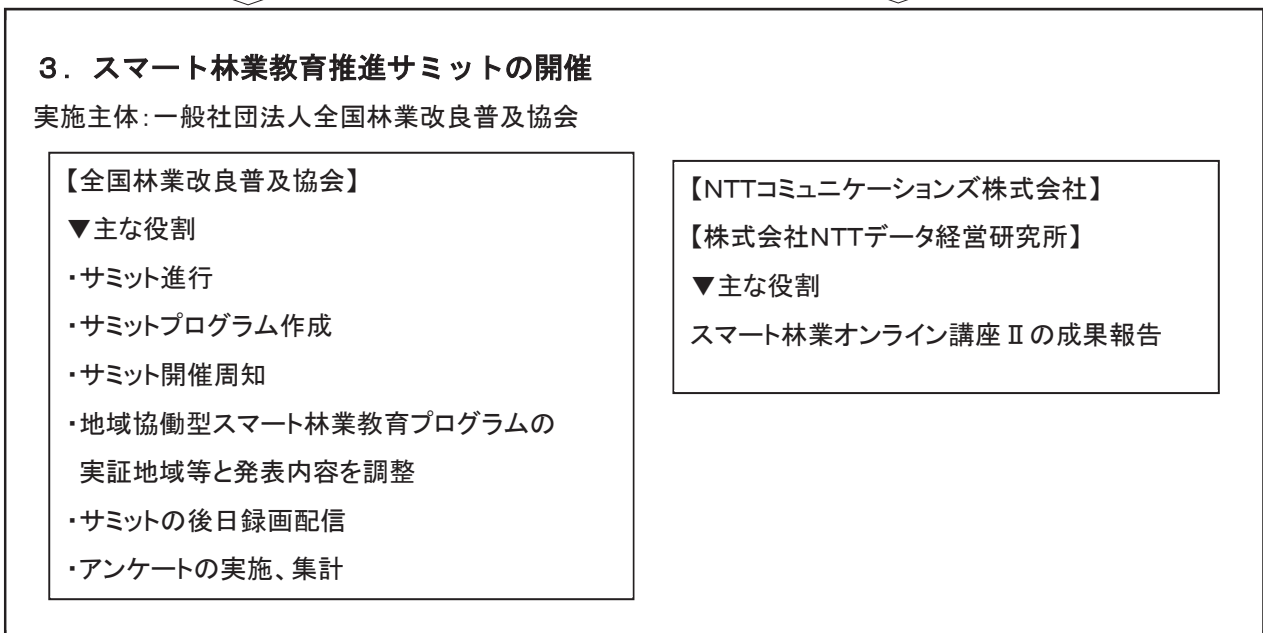 ３．スマート林業教育推進サミットの開催
実施主体：一般社団法人全国林業改良普及協会
【全国林業改良普及協会】
▼主な役割
・サミット進行
・サミットプログラム作成
・サミット開催周知
・地域協働型スマート林業教育プログラムの
実証地域等と発表内容を調整
・サミットの後日録画配信
・アンケートの実施、集計
【NTTコミュニケーションズ株式会社】
【株式会社NTTデータ経営研究所】
▼主な役割
スマート林業オンライン講座Ⅱの成果報告